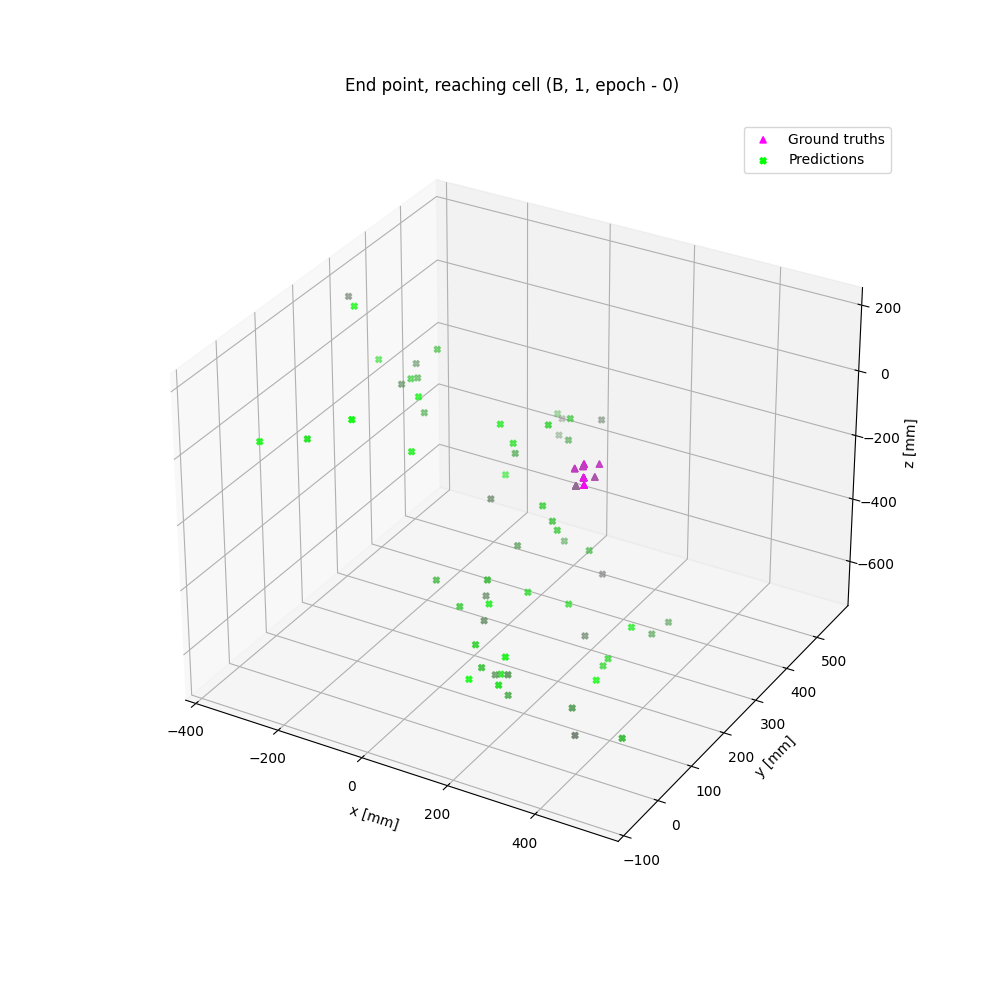 End point, reaching cell (B, 1, epoch - 0)
Ground truths
Predictions
200
0
−200
−400
−600
z [mm]
500
400
300
200
100
0
−100
y [mm]
−400
−200
0
200
400
x [mm]